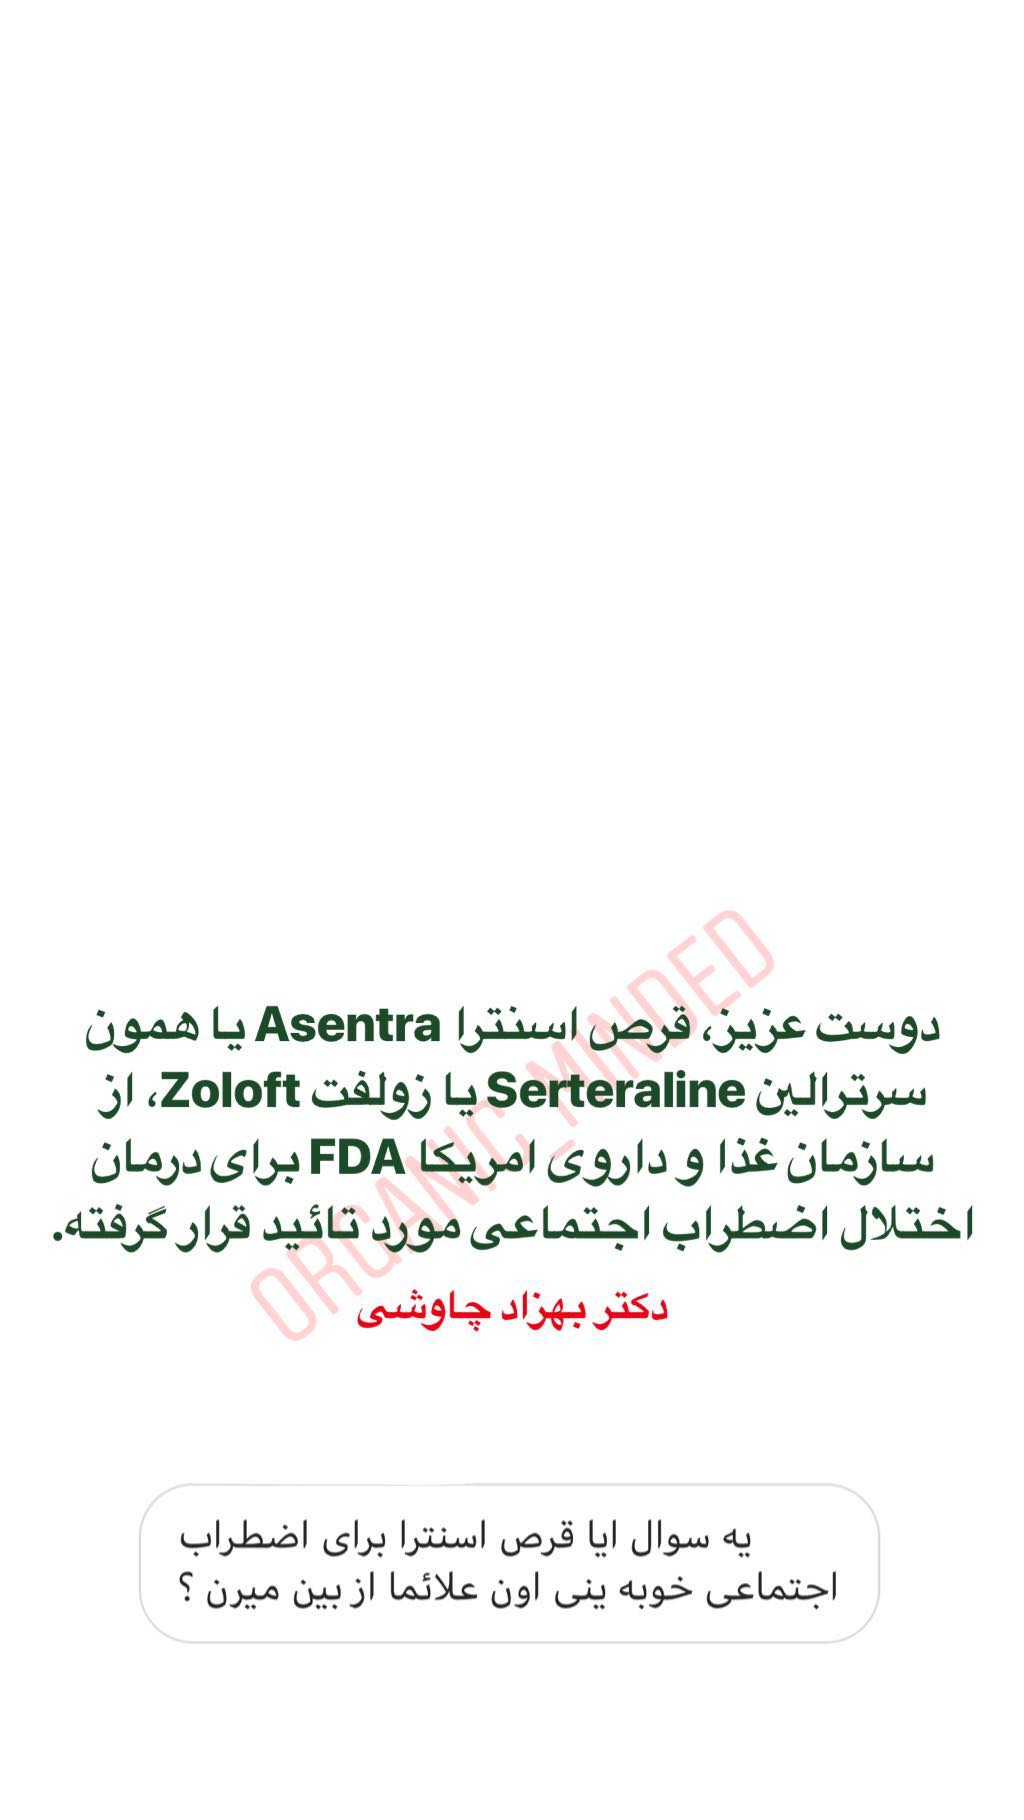 دوست عزیز، قرص اسنترا Asentra یا همون
سرترالین Serteraline یا زولفت Zoloft، از
سازمان غذا و داروی امریکا FDA برای درمان
اختلال اضطراب اجتماعی مورد تائید قرار گرفته.
دکتر بهزاد چاوشی
ORGANIC_MINDED
یه سوال ایا قرص اسنترا برای اضطراب
اجتماعی خوبه ینی اون علائما از بین میرن ؟